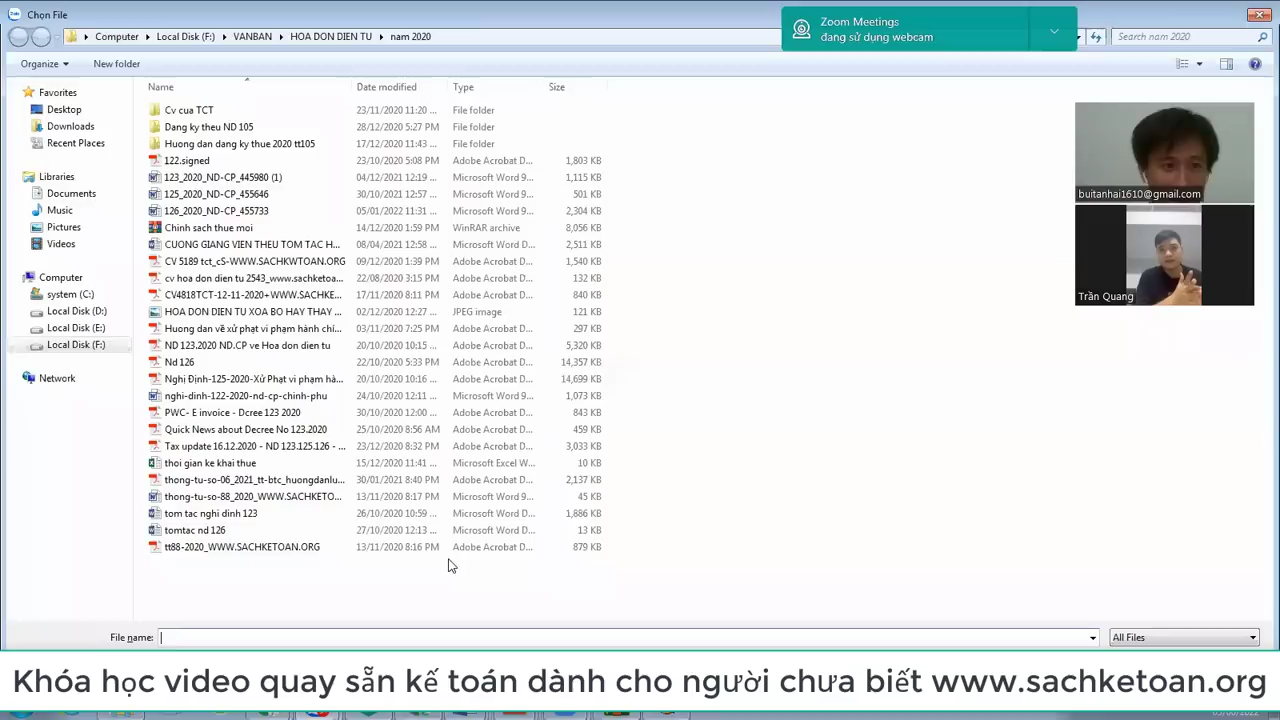 Chọn File
Computer
Local Disk (F:)
VANBAN
HOA DON DIEN TU
nam 2020
Zoom Meetings
đang sử dụng webcam
Search nam 2020
Organize
New folder
Favorites
Desktop
Downloads
Recent Places
Libraries
Documents
Music
Pictures
Videos
Computer
system (C:)
Local Disk (D:)
Local Disk (E:)
Local Disk (F:)
Network
Name Date modified Type Size
Cv cua TCT 23/11/2020 11:20 ... File folder
Dang ky theu ND 105 28/12/2020 5:27 PM File folder
Huong dan dang ky thue 2020 tt105 17/12/2020 11:43 ... File folder
122.signed 23/10/2020 5:08 PM Adobe Acrobat D... 1,803 KB
123_2020_ND-CP_445980 (1) 04/12/2021 12:19 ... Microsoft Word 9... 1,115 KB
125_2020_ND-CP_455646 30/10/2021 12:57 ... Microsoft Word 9... 501 KB
126_2020_ND-CP_455733 05/01/2022 11:31 ... Microsoft Word 9... 2,304 KB
Chinh sach thue moi 14/12/2020 1:59 PM WinRAR archive 8,056 KB
CUONG GIANG VIEN THEU TOM TAC H... 08/04/2021 12:58 ... Microsoft Word D... 2,511 KB
CV 5189 tct_cS-WWW.SACHKWTOAN.ORG 09/12/2020 1:39 PM Adobe Acrobat D... 1,540 KB
cv hoa don dien tu 2543_www.sachketoa... 22/08/2020 3:15 PM Adobe Acrobat D... 132 KB
CV4818TCT-12-11-2020+WWW.SACHKE... 17/11/2020 8:11 PM Adobe Acrobat D... 840 KB
HOA DON DIEN TU XOA BO HAY THAY ... 02/12/2020 12:27 ... JPEG image 121 KB
Huong dan về xử phạt vi phạm hành chí... 03/11/2020 7:25 PM Adobe Acrobat D... 297 KB
ND 123.2020 ND.CP ve Hoa don dien tu 20/10/2020 10:15 ... Adobe Acrobat D... 5,320 KB
Nd 126 22/10/2020 5:33 PM Adobe Acrobat D... 14,357 KB
Nghị Định-125-2020-Xử Phạt vi phạm hà... 20/10/2020 10:16 ... Adobe Acrobat D... 14,699 KB
nghi-dinh-122-2020-nd-cp-chinh-phu 24/10/2020 12:11 ... Microsoft Word 9... 1,073 KB
PWC- E invoice - Dcree 123 2020 30/10/2020 12:00 ... Adobe Acrobat D... 843 KB
Quick News about Decree No 123.2020 25/10/2020 8:56 AM Adobe Acrobat D... 459 KB
Tax update 16.12.2020 - ND 123.125.126 - ... 23/12/2020 8:32 PM Adobe Acrobat D... 3,033 KB
thoi gian ke khai thue 15/12/2020 11:41 ... Microsoft Excel W... 10 KB
thong-tu-so-06_2021_tt-btc_huongdanlu... 30/01/2021 8:40 PM Adobe Acrobat D... 2,137 KB
thong-tu-so-88_2020_WWW.SACHKETO... 13/11/2020 8:17 PM Microsoft Word 9... 45 KB
tom tac nghi dinh 123 26/10/2020 10:59 ... Microsoft Word D... 1,886 KB
tomtac nd 126 27/10/2020 12:13 ... Microsoft Word D... 13 KB
tt88-2020_WWW.SACHKETOAN.ORG 13/11/2020 8:16 PM Adobe Acrobat D... 879 KB
buitanhai1610@gmail.com
Trần Quang
File name:
All Files
Khóa học video quay sẵn kế toán dành cho người chưa biết www.sachketoan.org